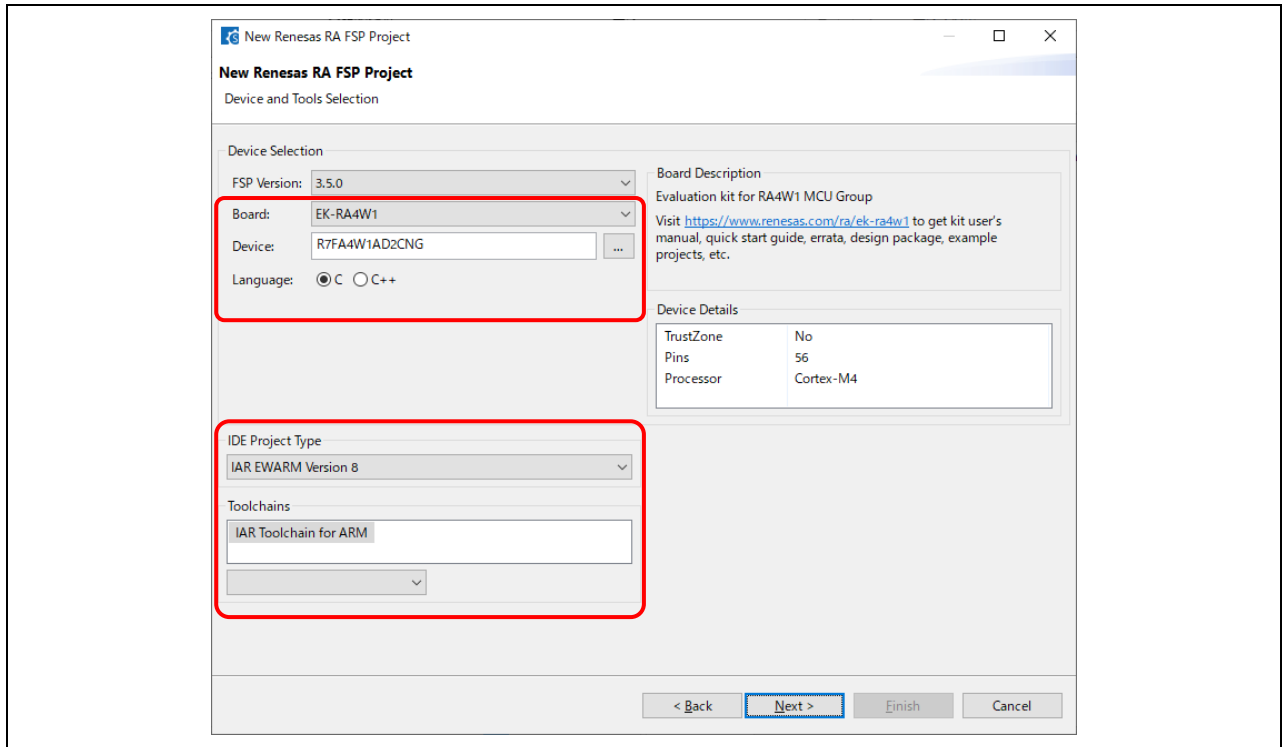 New Renesas RA FSP Project
New Renesas RA FSP Project
Device and Tools Selection
Device Selection
FSP Version: 3.5.0
Board: EK-RA4W1
Device: R7FA4W1AD2CNG ...
Language: C C++
Board Description
Evaluation kit for RA4W1 MCU Group
Visit https://www.renesas.com/ra/ek-ra4w1 to get kit user's
manual, quick start guide, errata, design package, example
projects, etc.
Device Details
TrustZone No
Pins 56
Processor Cortex-M4
IDE Project Type
IAR EWARM Version 8
Toolchains
IAR Toolchain for ARM
< Back Next > Finish Cancel